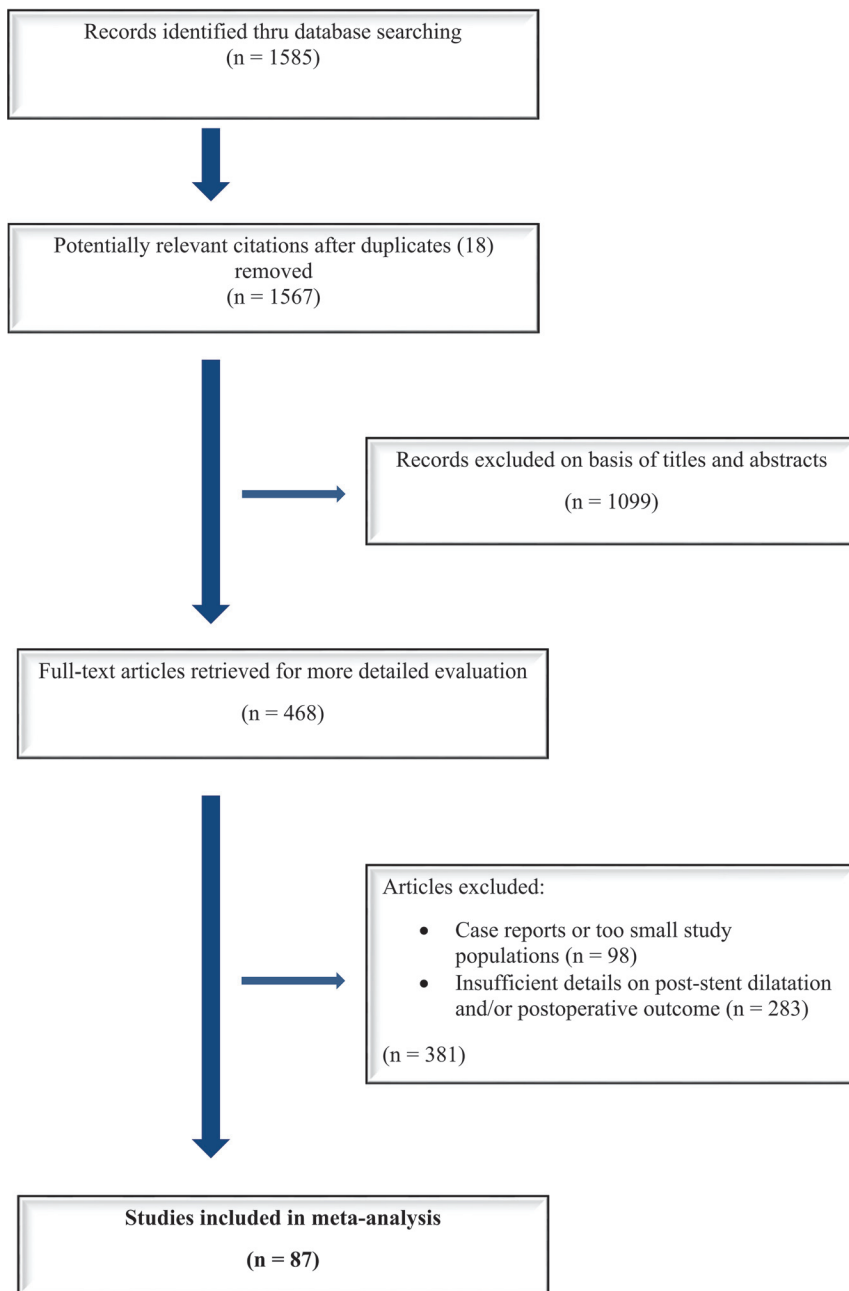 Records identified thru database searching
(n = 1585)
Potentially relevant citations after duplicates (18)
removed
(n = 1567)
Records excluded on basis of titles and abstracts
(n = 1099)
Full-text articles retrieved for more detailed evaluation
(n = 468)
Articles excluded:
• Case reports or too small study
populations (n = 98)
• Insufficient details on post-stent dilatation
and/or postoperative outcome (n = 283)
(n = 381)
Studies included in meta-analysis
(n = 87)